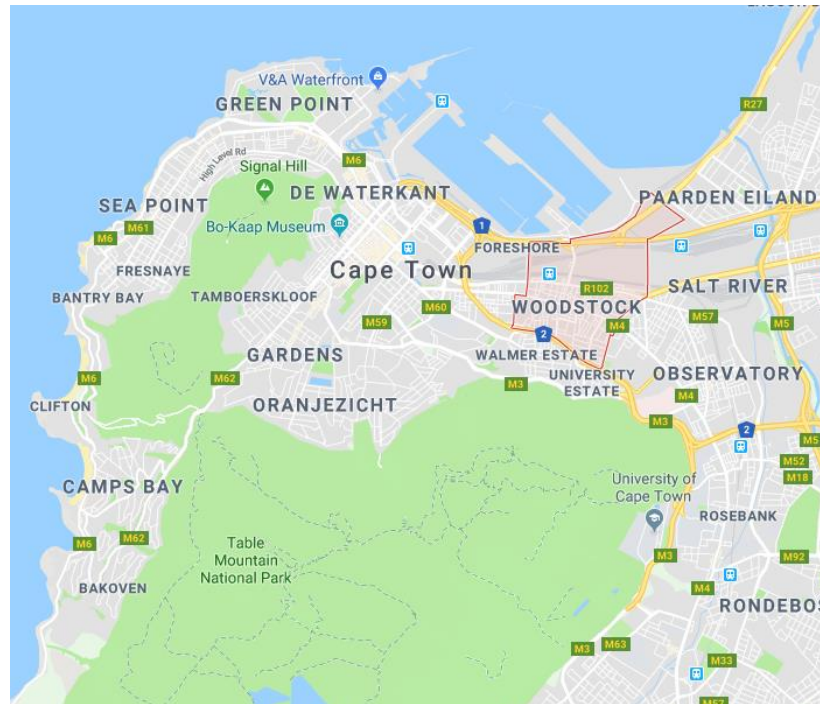 V&A Waterfront
GREEN POINT
R27
High Level Rd
M6
Signal Hill
DE WATERKANT
PAARDEN EILAND
SEA POINT
Bo-Kaap Museum
1
M61
M6
FORESHORE
FRESNAYE
Cape Town
R102
SALT RIVER
BANTRY BAY
TAMBOERSKLOOF
M60
WOODSTOCK
M57
M59
M4
M5
2
GARDENS
WALMER ESTATE
M6
M62
M3
UNIVERSITY
ESTATE
OBSERVATORY
CLIFTON
ORANJEZICHT
M4
M3
2
M5
M52
CAMPS BAY
University of
Cape Town
M18
ROSEBANK
M6
M62
Table
Mountain
National Park
M3
M92
BAKOVEN
M4
RONDEBOS
M3
M63
M33
M57